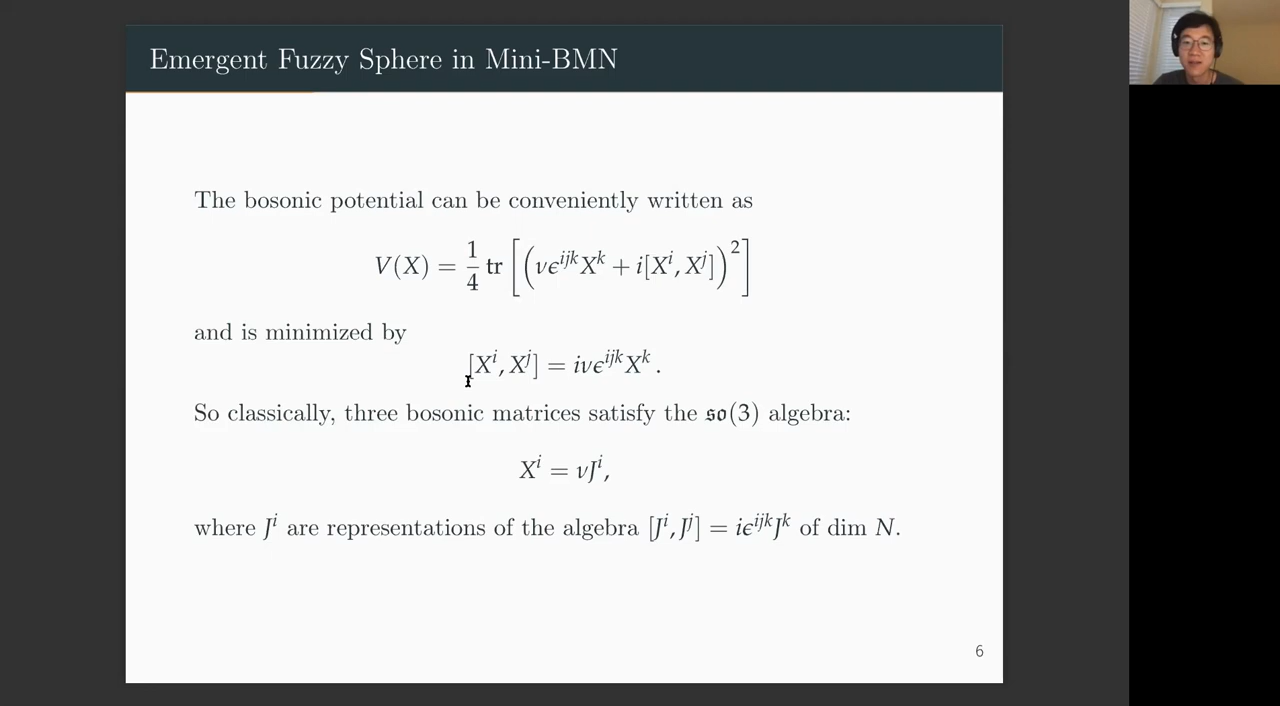 Emergent Fuzzy Sphere in Mini-BMN
The bosonic potential can be conveniently written as
V(X) = \frac{1}{4} tr [(νϵ^{ijk}X^k + i[X^i, X^j])^2]
and is minimized by
[X^i, X^j] = iνϵ^{ijk}X^k .
So classically, three bosonic matrices satisfy the 𝔰𝔬(3) algebra:
X^i = νJ^i,
where J^i are representations of the algebra [J^i, J^j] = iϵ^{ijk}J^k of dim N.
6